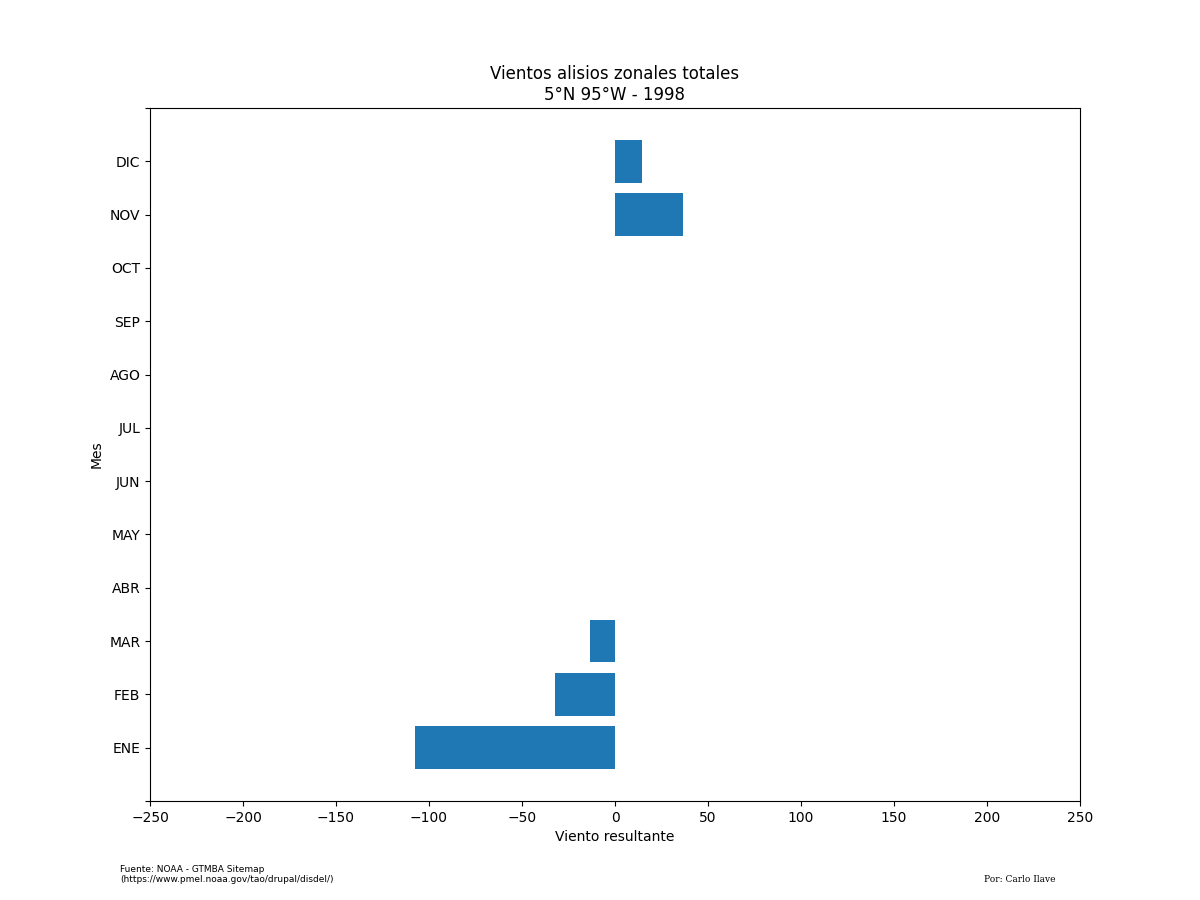 Vientos alisios zonales totales
5°N 95°W - 1998
DIC
NOV
OCT
SEP
AGO
JUL
JUN
MAY
ABR
MAR
FEB
ENE
Mes
−250 −200 −150 −100 −50 0 50 100 150 200 250
Viento resultante
Fuente: NOAA - GTMBA Sitemap
(https://www.pmel.noaa.gov/tao/drupal/disdel/)
Por: Carlo Ilave